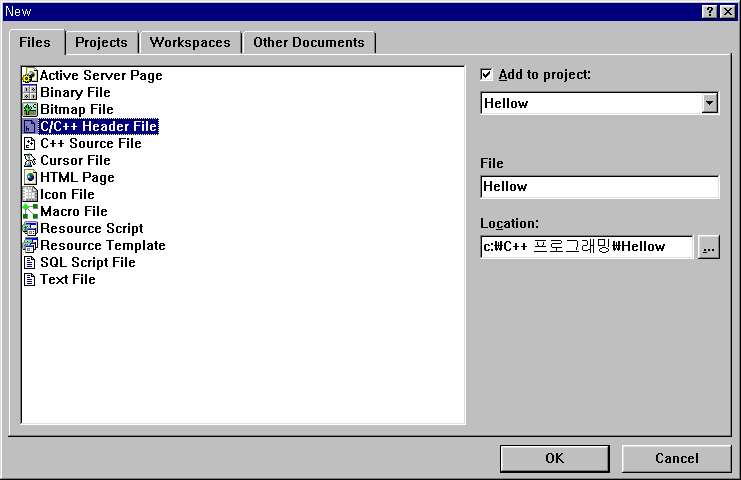 New
Files Projects Workspaces Other Documents
Active Server Page
Binary File
Bitmap File
C/C++ Header File
C++ Source File
Cursor File
HTML Page
Icon File
Macro File
Resource Script
Resource Template
SQL Script File
Text File
Add to project:
Hellow
File
Hellow
Location:
c:₩C++ 프로그래밍₩Hellow
...
OK Cancel